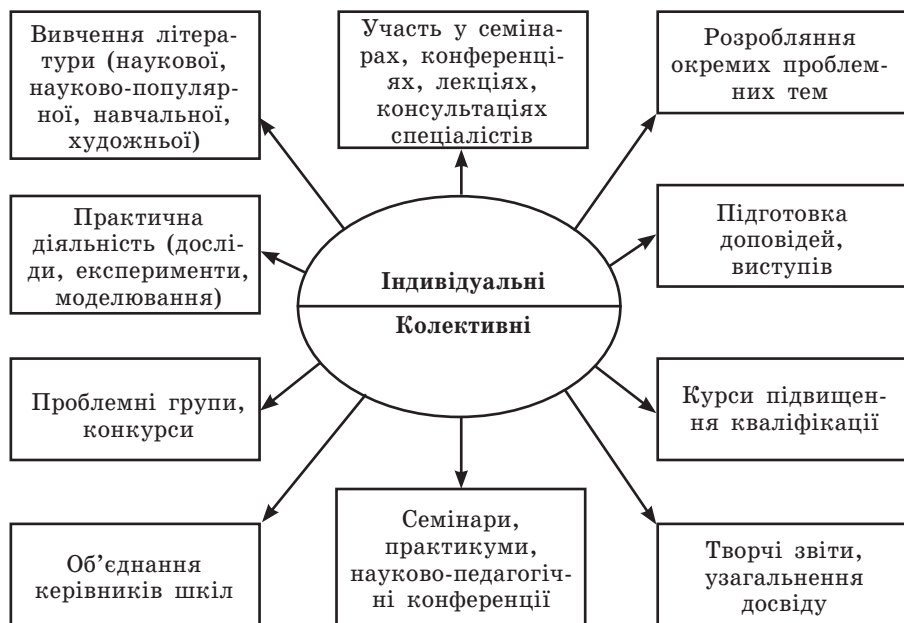 Вивчення літера-
тури (наукової,
науково-популяр-
ної, навчальної,
художньої)
Участь у семіна-
рах, конференці-
ях, лекціях,
консультаціях
спеціалістів
Розробляння
окремих проблем-
них тем
Практична
діяльність (дослі-
ди, експерименти,
моделювання)
Підготовка
доповідей,
виступів
Індивідуальні
Колективні
Проблемні групи,
конкурси
Курси підвищен-
ня кваліфікації
Об’єднання
керівників шкіл
Семінари,
практикуми,
науково-педагогіч-
ні конференції
Творчі звіти,
узагальнення
досвіду